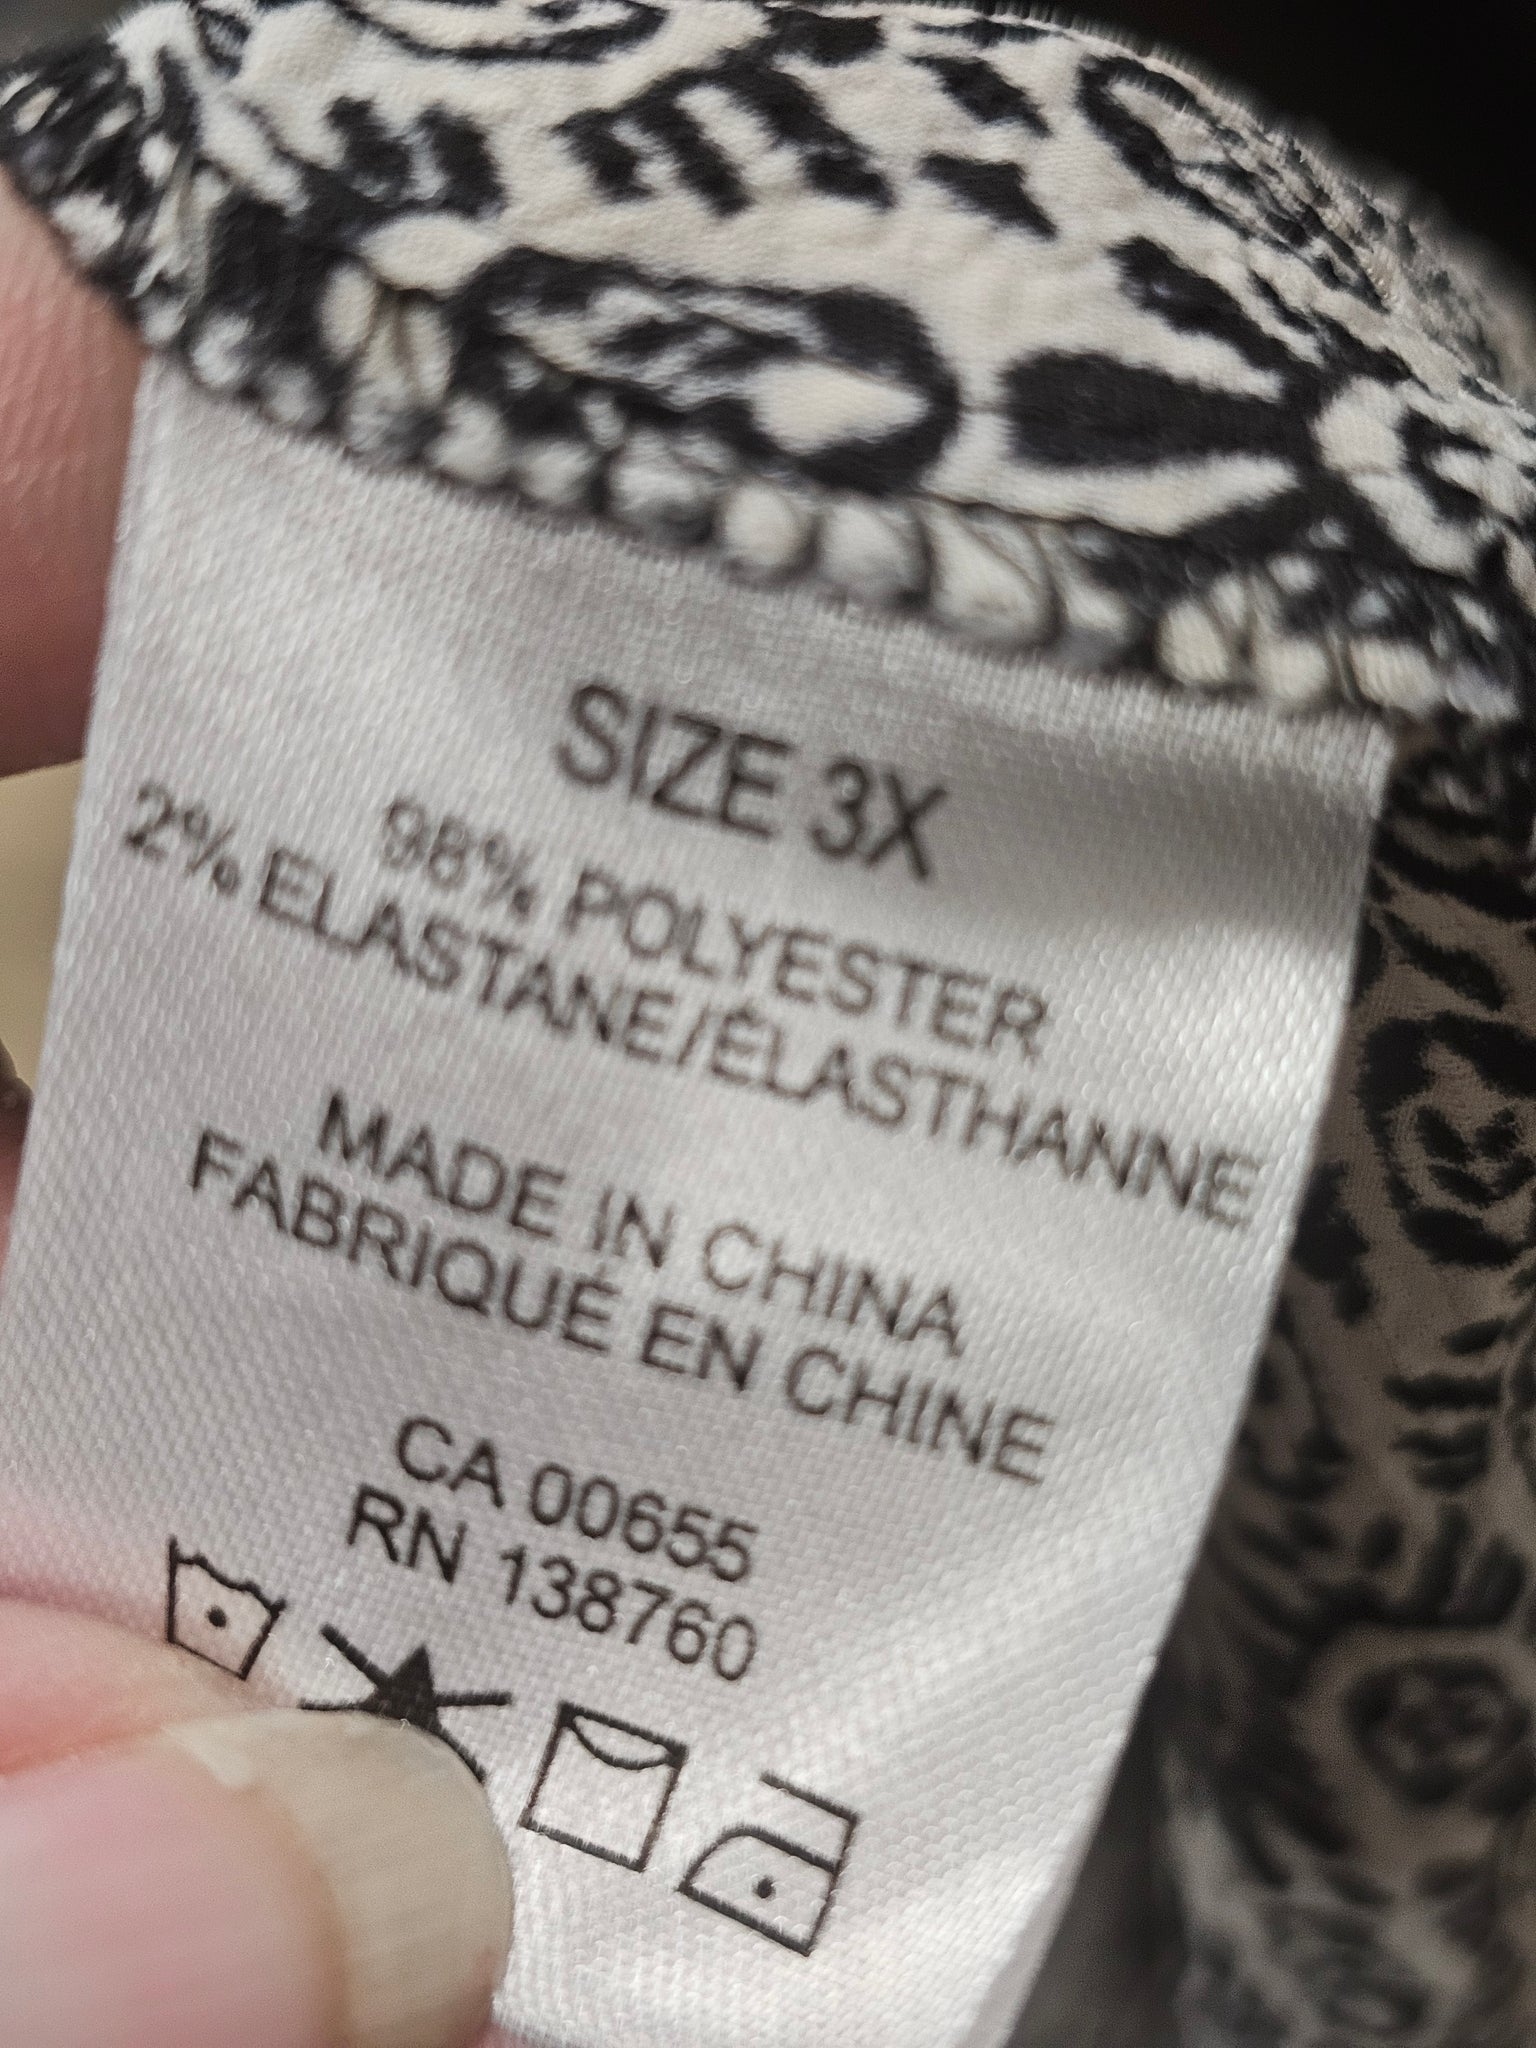 SIZE 3X
98% POLYESTER
2% ELASTANE/ÉLASTHANNE
MADE IN CHINA
FABRIQUÉ EN CHINE
CA 00655
RN 138760